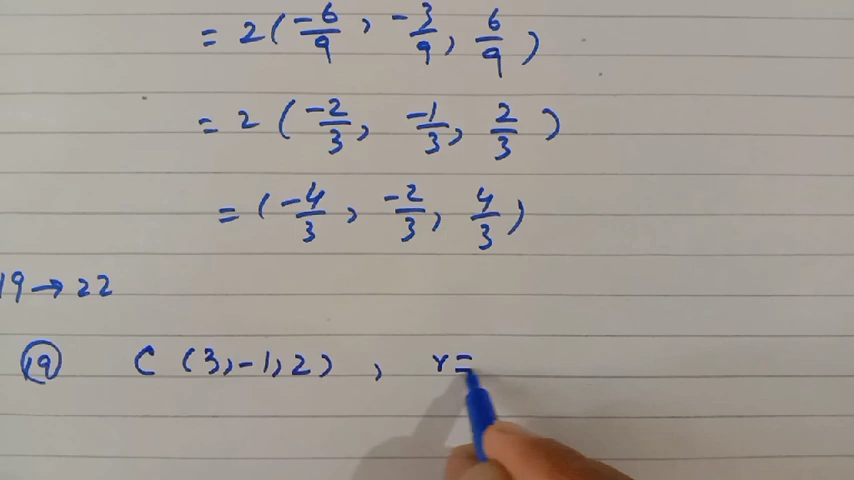 = 2 ( -6/9 , -3/9 , 6/9 )
= 2 ( -2/3 , -1/3 , 2/3 )
= ( -4/3 , -2/3 , 4/3 )
19 → 22
19 C (3, -1, 2) , r =